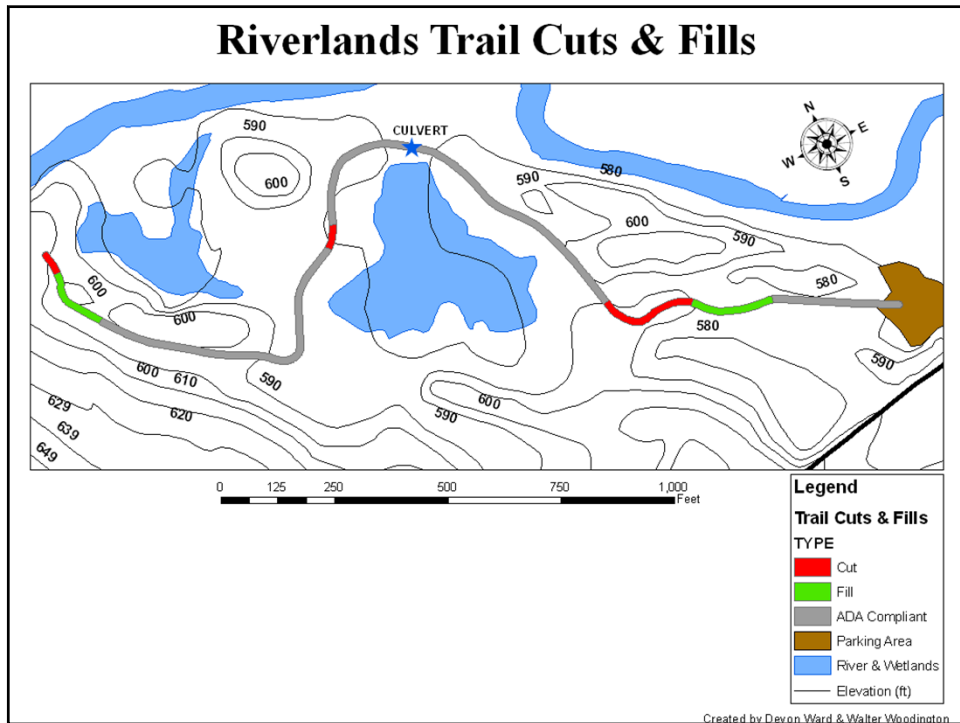 Riverlands Trail Cuts & Fills
590
CULVERT
N
E
W
S
600
590
580
600
590
600
580
600
580
590
600
610
590
600
590
629
620
639
649
0 125 250 500 750 1,000
Feet
Legend
Trail Cuts & Fills
TYPE
Cut
Fill
ADA Compliant
Parking Area
River & Wetlands
Elevation (ft)
Created by Devon Ward & Walter Woodington